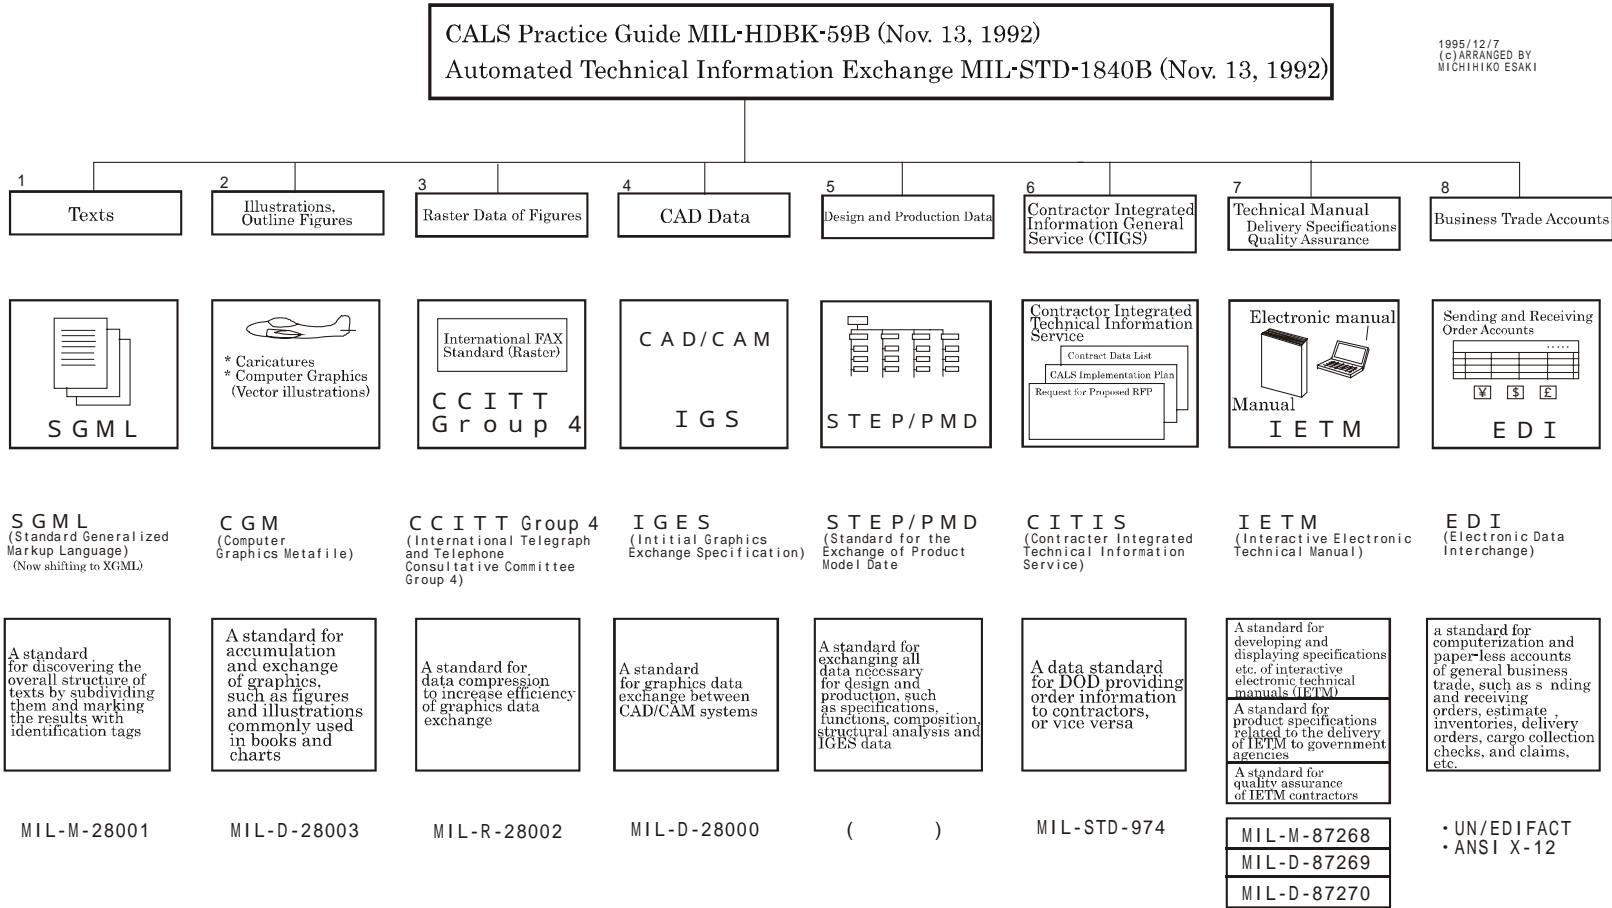 CALS Practice Guide MIL-HDBK-59B (Nov. 13, 1992)
Automated Technical Information Exchange MIL-STD-1840B (Nov. 13, 1992)
1995/12/7
(c)ARRANGED BY
MICHIHIKO ESAKI
1
Texts
2
Illustrations,
Outline Figures
3
Raster Data of Figures
4
CAD Data
5
Design and Production Data
6
Contractor Integrated
Information General
Service (CIIGS)
7
Technical Manual
Delivery Specifications
Quality Assurance
8
Business Trade Accounts
SGML
* Caricatures
* Computer Graphics
(Vector illustrations)
International FAX
Standard (Raster)
CCITT
Group 4
CAD/CAM
IGS
STEP/PMD
Contractor Integrated
Technical Information
Service
Contract Data List
CALS Implementation Plan
Request for Proposed RFP
Electronic manual
Manual
IETM
Sending and Receiving
Order Accounts
¥ $ £
EDI
SGML
(Standard Generalized
Markup Language)
(Now shifting to XGML)
CGM
(Computer
Graphics Metafile)
CCITT Group 4
(International Telegraph
and Telephone
Consultative Committee
Group 4)
IGES
(Intitial Graphics
Exchange Specification)
STEP/PMD
(Standard for the
Exchange of Product
Model Date
CITIS
(Contracter Integrated
Technical Information
Service)
IETM
(Interactive Electronic
Technical Manual)
EDI
(Electronic Data
Interchange)
A standard
for discovering the
overall structure of
texts by subdividing
them and marking
the results with
identification tags
A standard for
accumulation
and exchange
of graphics,
such as figures
and illustrations
commonly used
in books and
charts
A standard for
data compression
to increase efficiency
of graphics data
exchange
A standard
for graphics data
exchange between
CAD/CAM systems
A standard for
exchanging all
data necessary
for design and
production, such
as specifications,
functions, composition,
structural analysis and
IGES data
A data standard
for DOD providing
order information
to contractors,
or vice versa
A standard for
developing and
displaying specifications
etc. of interactive
electronic technical
manuals (IETM)
A standard for
product specifications
related to the delivery
of IETM to government
agencies
A standard for
quality assurance
of IETM contractors
a standard for
computerization and
paper-less accounts
of general business
trade, such as s nding
and receiving
orders, estimate ,
inventories, delivery
orders, cargo collection
checks, and claims,
etc.
MIL-M-28001
MIL-D-28003
MIL-R-28002
MIL-D-28000
( )
MIL-STD-974
MIL-M-87268
MIL-D-87269
MIL-D-87270
・UN/EDIFACT
・ANSI X-12